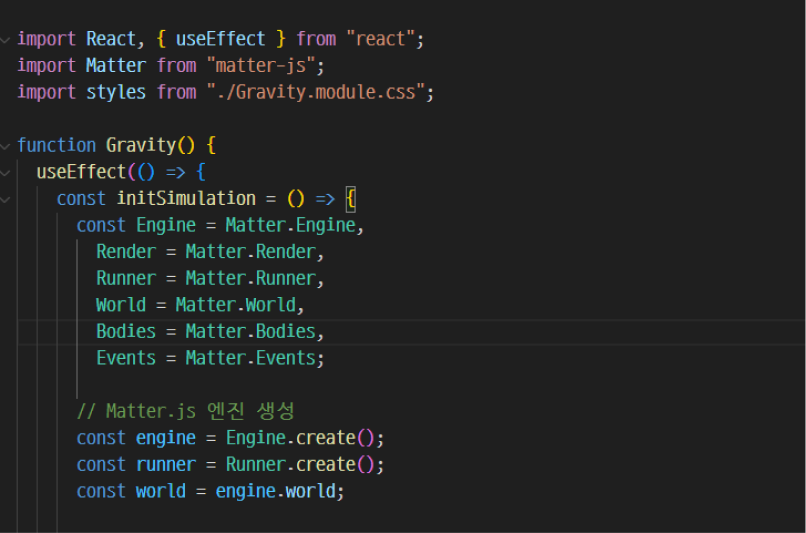 import React, { useEffect } from "react";
import Matter from "matter-js";
import styles from "./Gravity.module.css";
function Gravity() {
useEffect(() => {
const initSimulation = () => {
const Engine = Matter.Engine,
Render = Matter.Render,
Runner = Matter.Runner,
World = Matter.World,
Bodies = Matter.Bodies,
Events = Matter.Events;
// Matter.js 엔진 생성
const engine = Engine.create();
const runner = Runner.create();
const world = engine.world;